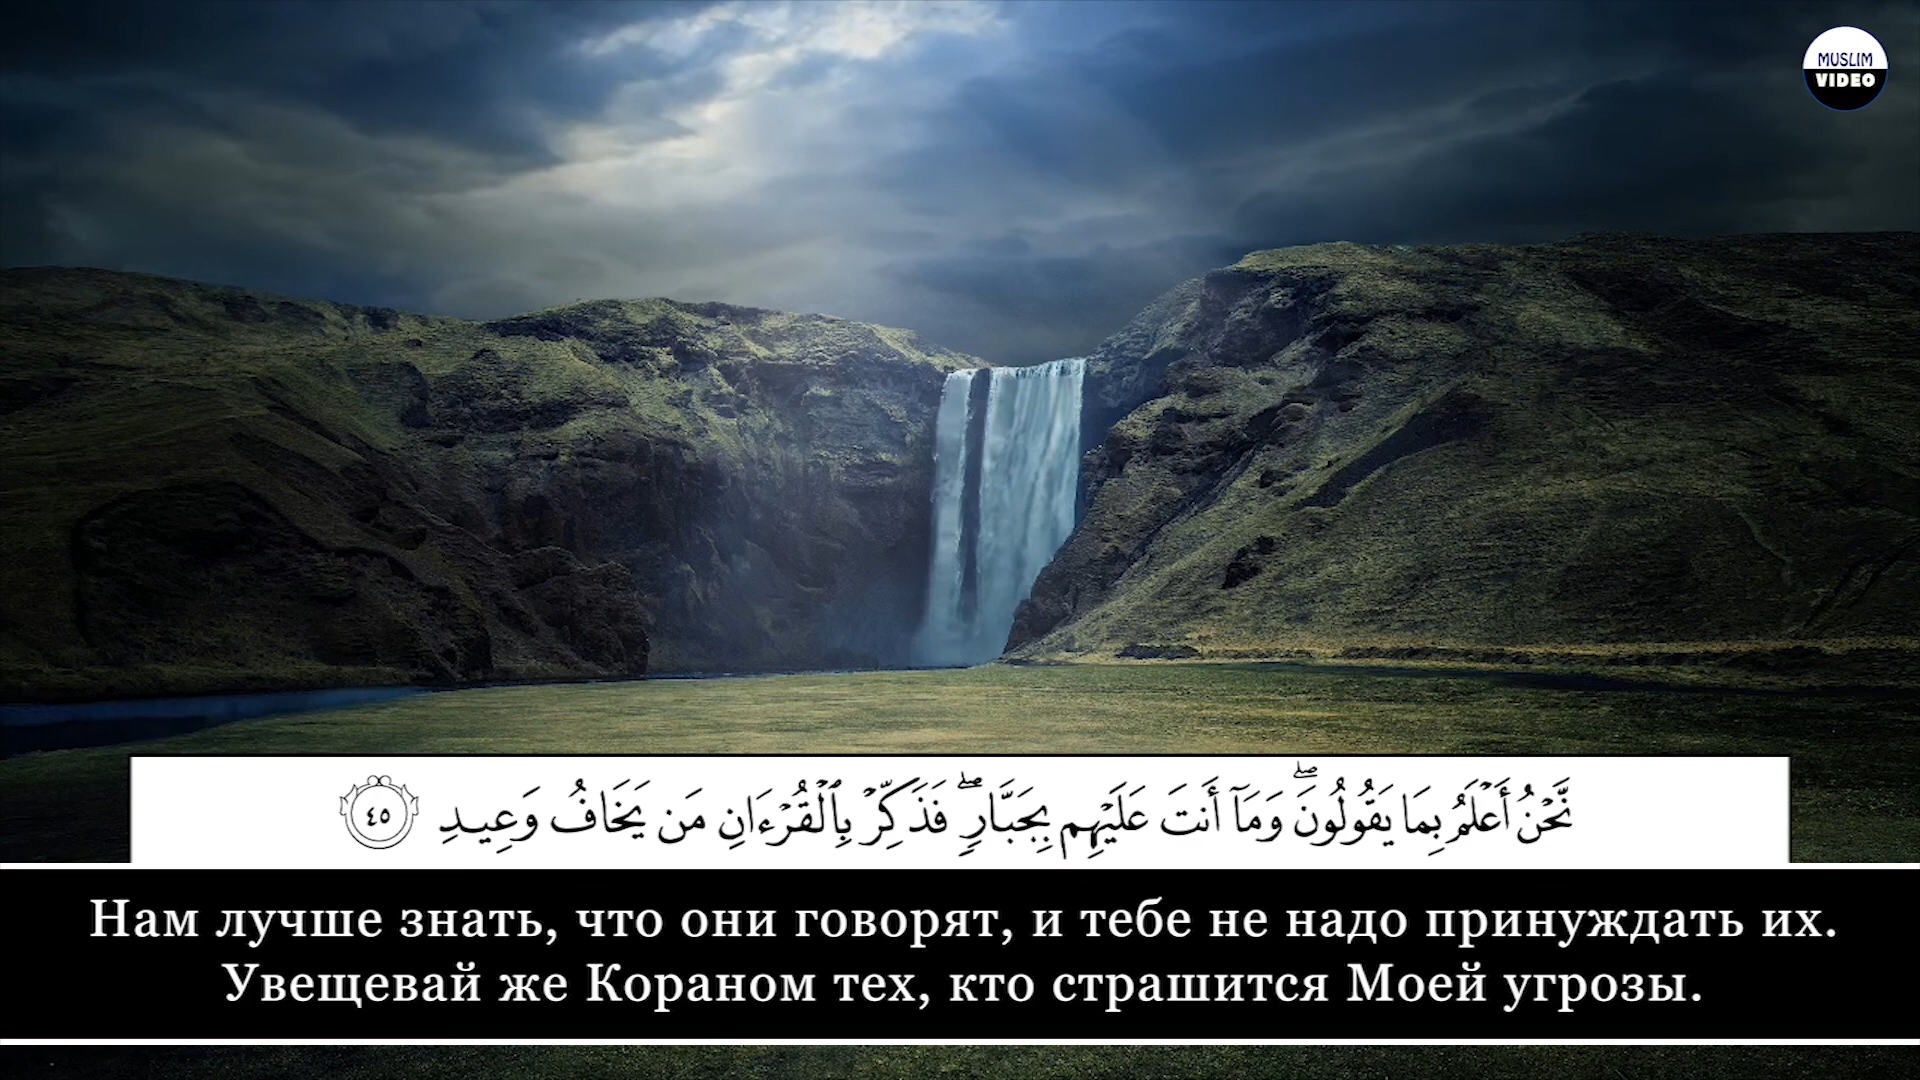 MUSLIM
VIDEO
نَّحْنُ أَعْلَمُ بِمَا يَقُولُونَ ۖ وَمَآ أَنتَ عَلَيْهِم بِجَبَّارٍ ۖ فَذَكِّرْ بِٱلْقُرْءَانِ مَن يَخَافُ وَعِيدِ ٤٥
Нам лучше знать, что они говорят, и тебе не надо принуждать их.
Увещевай же Кораном тех, кто страшится Моей угрозы.